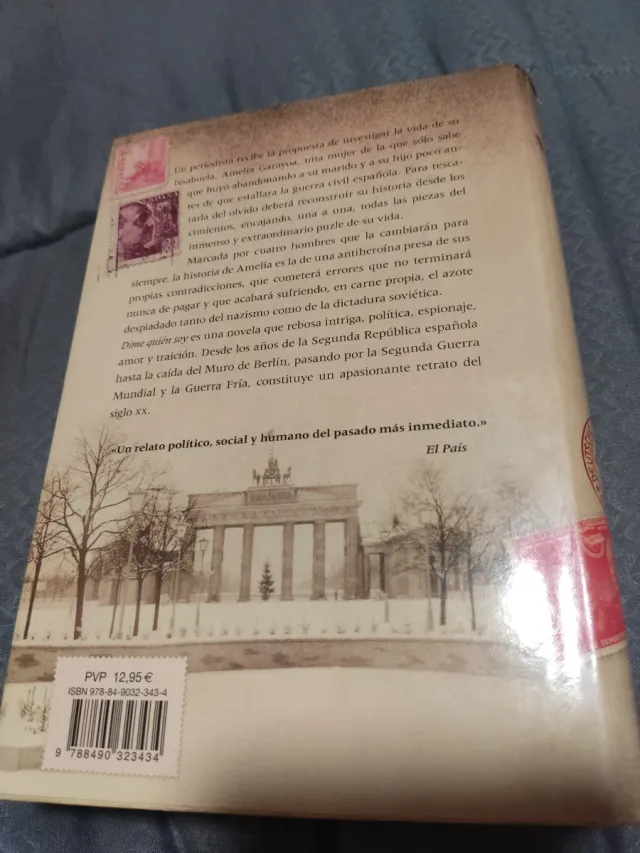 Un periodista recibe la propuesta de investigar la vida de su
bisabuela, Amelia Garayoa, una mujer de la que sólo sabe
que huyó abandonando a su marido y a su hijo poco an-
tes de que estallara la guerra civil española. Para resca-
tarla del olvido deberá reconstruir su historia desde los
cimientos, encajando, una a una, todas las piezas del
inmenso y extraordinario puzle de su vida.
Marcada por cuatro hombres que la cambiarán para
siempre, la historia de Amelia es la de una antiheroína presa de sus
propias contradicciones, que cometerá errores que no terminará
nunca de pagar y que acabará sufriendo, en carne propia, el azote
despiadado tanto del nazismo como de la dictadura soviética.
Dime quién soy es una novela que rebosa intriga, política, espionaje,
amor y traición. Desde los años de la Segunda República española
hasta la caída del Muro de Berlín, pasando por la Segunda Guerra
Mundial y la Guerra Fría, constituye un apasionante retrato del
siglo XX.
«Un relato político, social y humano del pasado más inmediato.»
El País
PVP 12,95 €
ISBN 978-84-9032-343-4
9 788490 323434